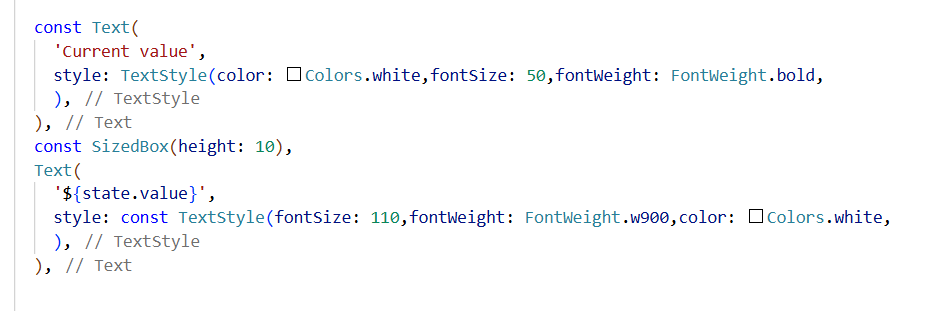 const Text(
'Current value',
style: TextStyle(color: Colors.white,fontSize: 50,fontWeight: FontWeight.bold,
), // TextStyle
), // Text
const SizedBox(height: 10),
Text(
'${state.value}',
style: const TextStyle(fontSize: 110,fontWeight: FontWeight.w900,color: Colors.white,
), // TextStyle
), // Text